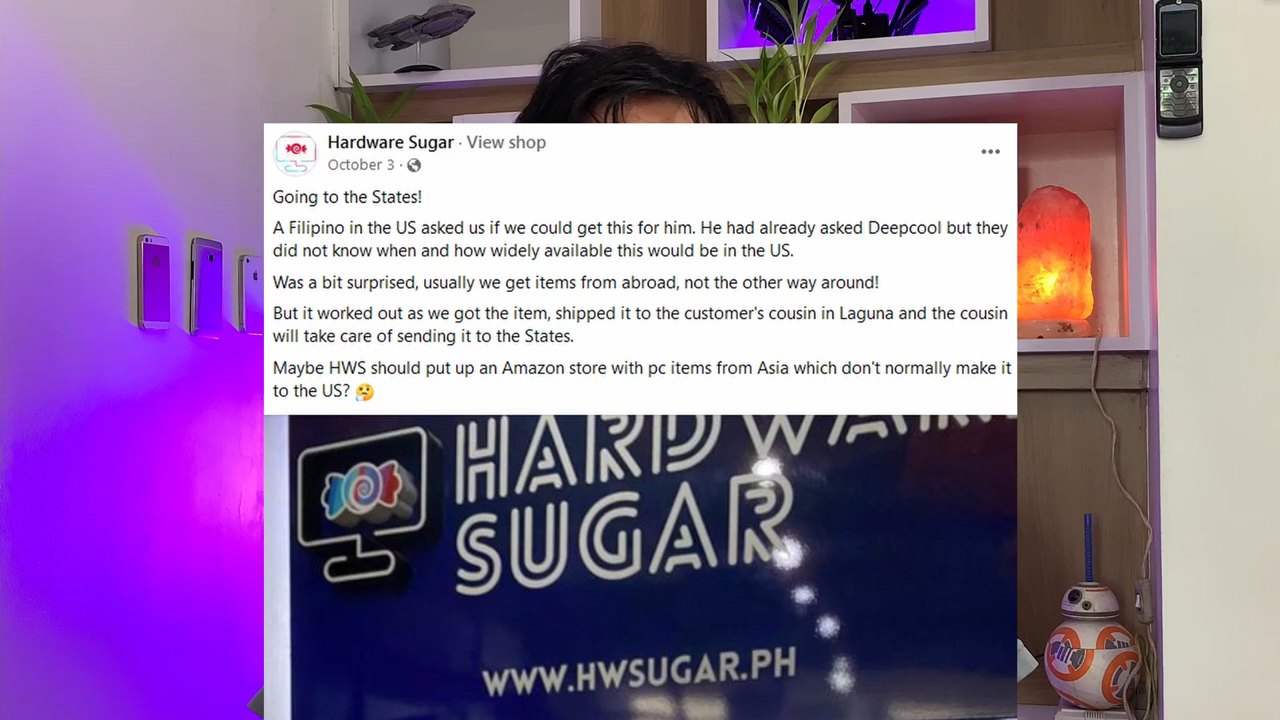 Hardware Sugar · View shop
October 3 ·
Going to the States!
A Filipino in the US asked us if we could get this for him. He had already asked Deepcool but they
did not know when and how widely available this would be in the US.
Was a bit surprised, usually we get items from abroad, not the other way around!
But it worked out as we got the item, shipped it to the customer's cousin in Laguna and the cousin
will take care of sending it to the States.
Maybe HWS should put up an Amazon store with pc items from Asia which don't normally make it
to the US? 🤔
HARDWARE
SUGAR
WWW.HWSUGAR.PH